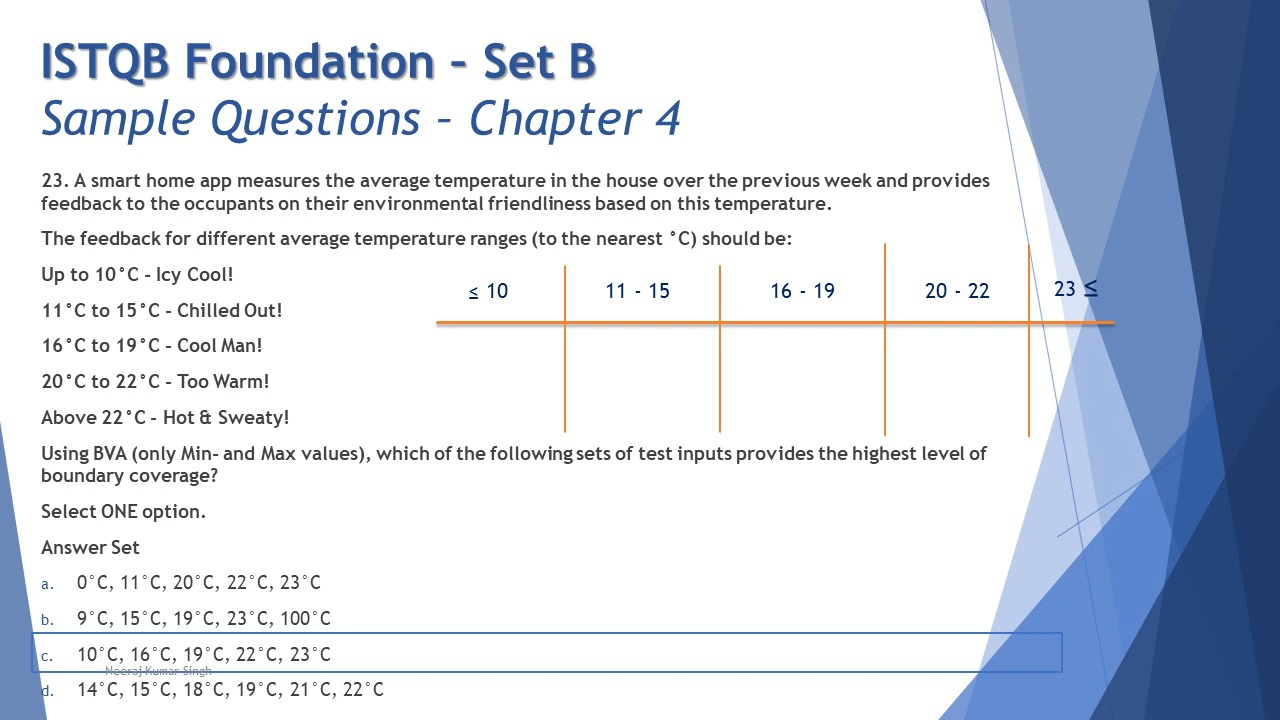 ISTQB Foundation – Set B
Sample Questions – Chapter 4
23. A smart home app measures the average temperature in the house over the previous week and provides
feedback to the occupants on their environmental friendliness based on this temperature.
The feedback for different average temperature ranges (to the nearest °C) should be:
Up to 10°C - Icy Cool!
11°C to 15°C – Chilled Out!
16°C to 19°C – Cool Man!
20°C to 22°C – Too Warm!
Above 22°C – Hot & Sweaty!
≤ 10 11 - 15 16 - 19 20 - 22 23 ≤
Using BVA (only Min- and Max values), which of the following sets of test inputs provides the highest level of
boundary coverage?
Select ONE option.
Answer Set
a. 0°C, 11°C, 20°C, 22°C, 23°C
b. 9°C, 15°C, 19°C, 23°C, 100°C
c. 10°C, 16°C, 19°C, 22°C, 23°C
Neeraj Kumar Singh
d. 14°C, 15°C, 18°C, 19°C, 21°C, 22°C